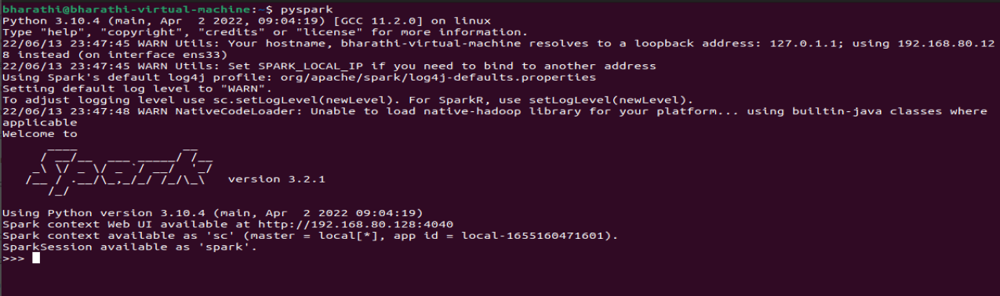 bharathi@bharathi-virtual-machine:~$ pyspark
Python 3.10.4 (main, Apr  2 2022, 09:04:19) [GCC 11.2.0] on linux
Type "help", "copyright", "credits" or "license" for more information.
22/06/13 23:47:45 WARN Utils: Your hostname, bharathi-virtual-machine resolves to a loopback address: 127.0.1.1; using 192.168.80.12
8 instead (on interface ens33)
22/06/13 23:47:45 WARN Utils: Set SPARK_LOCAL_IP if you need to bind to another address
Using Spark's default log4j profile: org/apache/spark/log4j-defaults.properties
Setting default log level to "WARN".
To adjust logging level use sc.setLogLevel(newLevel). For SparkR, use setLogLevel(newLevel).
22/06/13 23:47:48 WARN NativeCodeLoader: Unable to load native-hadoop library for your platform... using builtin-java classes where
applicable
Welcome to
      ____              __
     / __/__  ___ _____/ /__
    _\ \/ _ \/ _ `/ __/  '_/
   /__ / .__/\_,_/_/ /_/\_\   version 3.2.1
      /_/
Using Python version 3.10.4 (main, Apr  2 2022 09:04:19)
Spark context Web UI available at http://192.168.80.128:4040
Spark context available as 'sc' (master = local[*], app id = local-1655160471601).
SparkSession available as 'spark'.
>>>